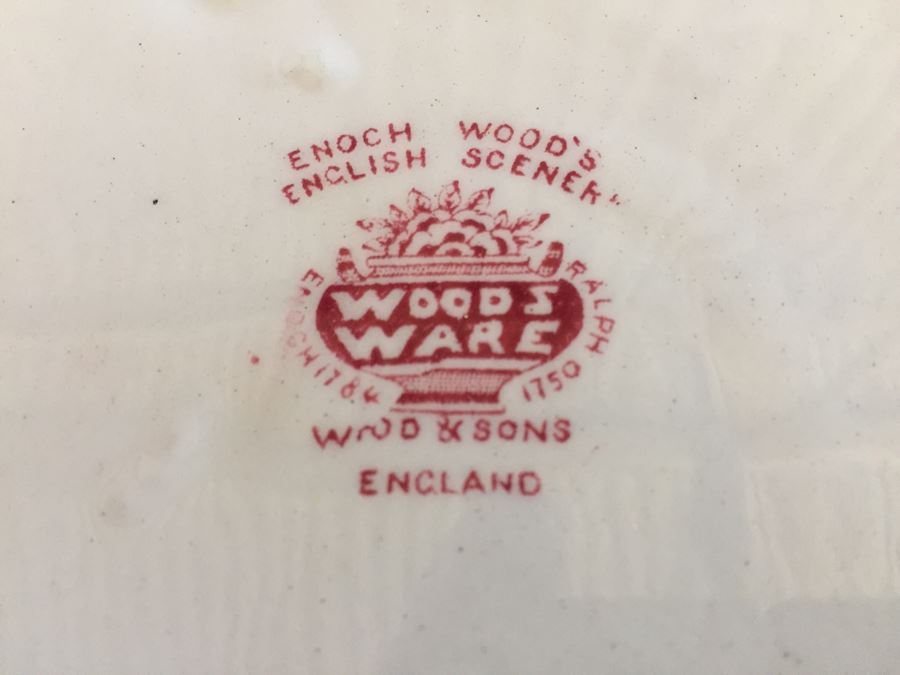 ENOCH WOOD'S
ENGLISH SCENERY
WOODS
WARE
ENOCH 1784
RALPH 1750
WOOD & SONS
ENGLAND